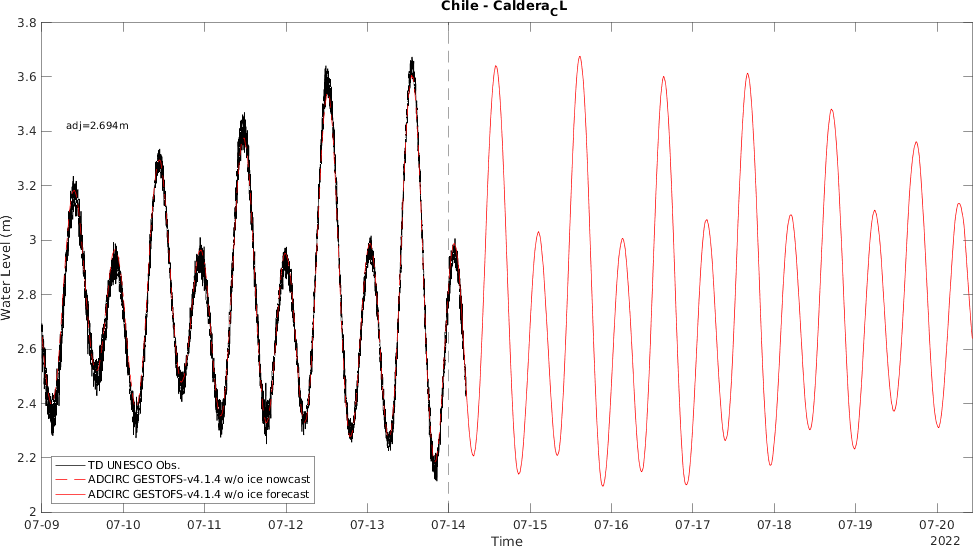 Chile - Caldera_CL
3.8
3.6
3.4
3.2
3
2.8
2.6
2.4
2.2
2
Water Level (m)
adj=2.694m
TD UNESCO Obs.
ADCIRC GESTOFS-v4.1.4 w/o ice nowcast
ADCIRC GESTOFS-v4.1.4 w/o ice forecast
07-09 07-10 07-11 07-12 07-13 07-14 07-15 07-16 07-17 07-18 07-19 07-20
Time
2022